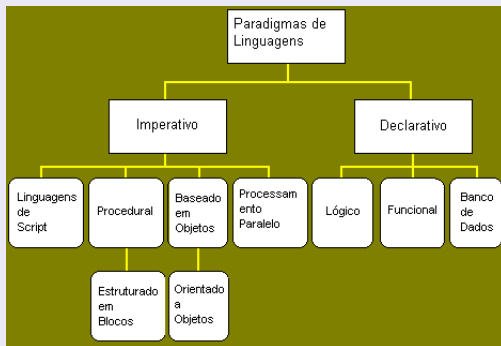 Paradigmas de
Linguagens
Imperativo
Declarativo
Linguagens
de
Script
Procedural
Baseado
em
Objetos
Processam
ento
Paralelo
Lógico
Funcional
Banco
de
Dados
Estruturado
em
Blocos
Orientado
a
Objetos